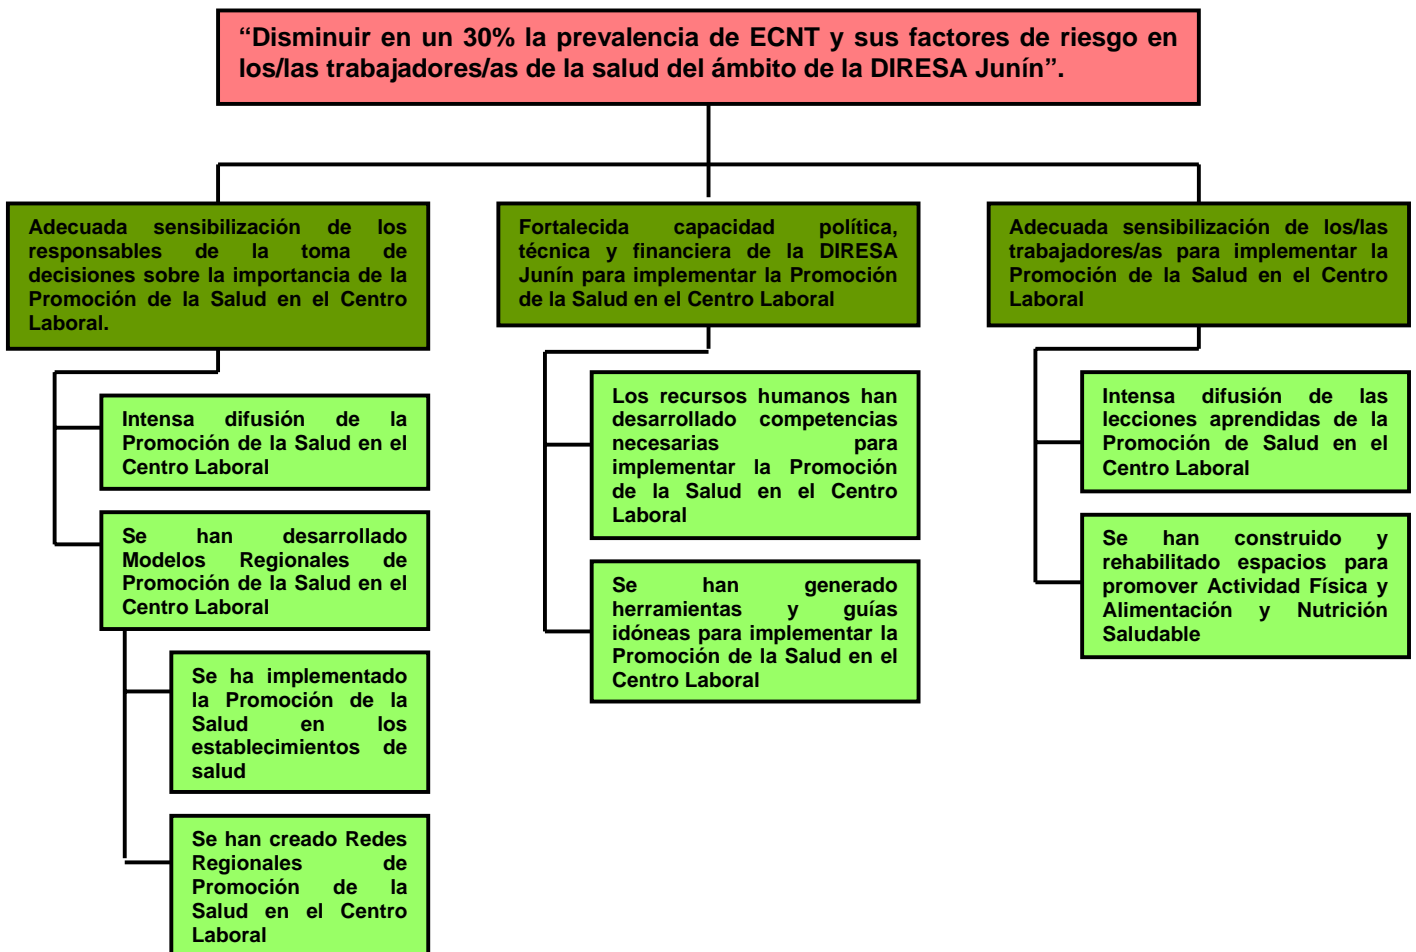 “Disminuir en un 30% la prevalencia de ECNT y sus factores de riesgo en
los/las trabajadores/as de la salud del ámbito de la DIRESA Junín”.
Adecuada sensibilización de los
responsables de la toma de
decisiones sobre la importancia de la
Promoción de la Salud en el Centro
Laboral.
Intensa difusión de la
Promoción de la Salud en el
Centro Laboral
Se han desarrollado
Modelos Regionales de
Promoción de la Salud en el
Centro Laboral
Se ha implementado
la Promoción de la
Salud en los
establecimientos de
salud
Se han creado Redes
Regionales de
Promoción de la
Salud en el Centro
Laboral
Fortalecida capacidad política,
técnica y financiera de la DIRESA
Junín para implementar la Promoción
de la Salud en el Centro Laboral
Los recursos humanos han
desarrollado competencias
necesarias para
implementar la Promoción
de la Salud en el Centro
Laboral
Se han generado
herramientas y guías
idóneas para implementar la
Promoción de la Salud en el
Centro Laboral
Adecuada sensibilización de los/las
trabajadores/as para implementar la
Promoción de la Salud en el Centro
Laboral
Intensa difusión de las
lecciones aprendidas de la
Promoción de Salud en el
Centro Laboral
Se han construido y
rehabilitado espacios para
promover Actividad Física y
Alimentación y Nutrición
Saludable